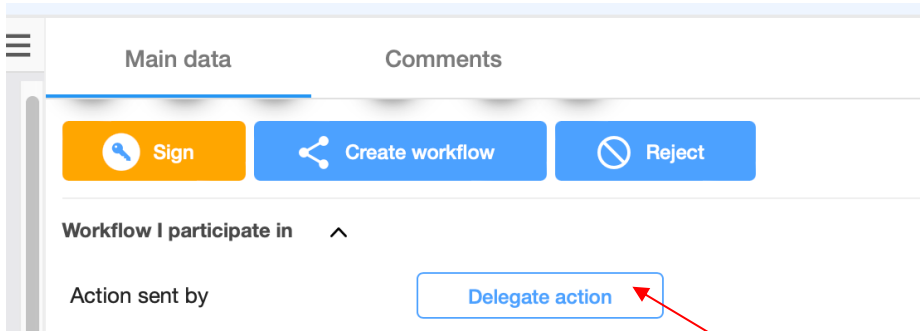 Main data Comments
Sign Create workflow Reject
Workflow I participate in
Action sent by Delegate action